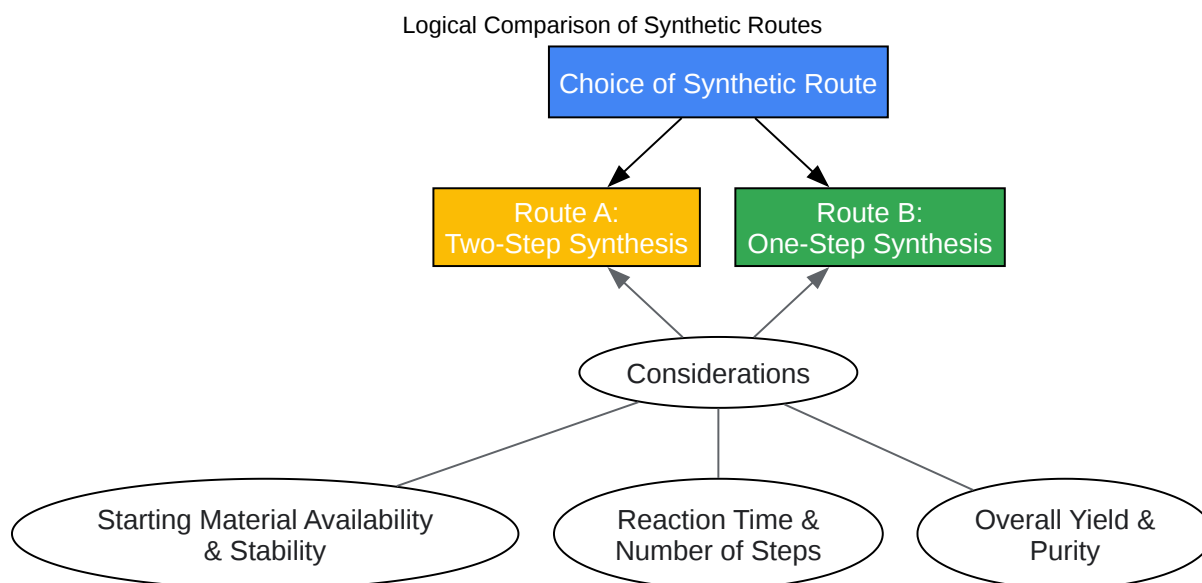 Logical Comparison of Synthetic Routes
Choice of Synthetic Route
Route A:
Two-Step Synthesis
Route B:
One-Step Synthesis
Considerations
Starting Material Availability
& Stability
Reaction Time &
Number of Steps
Overall Yield &
Purity